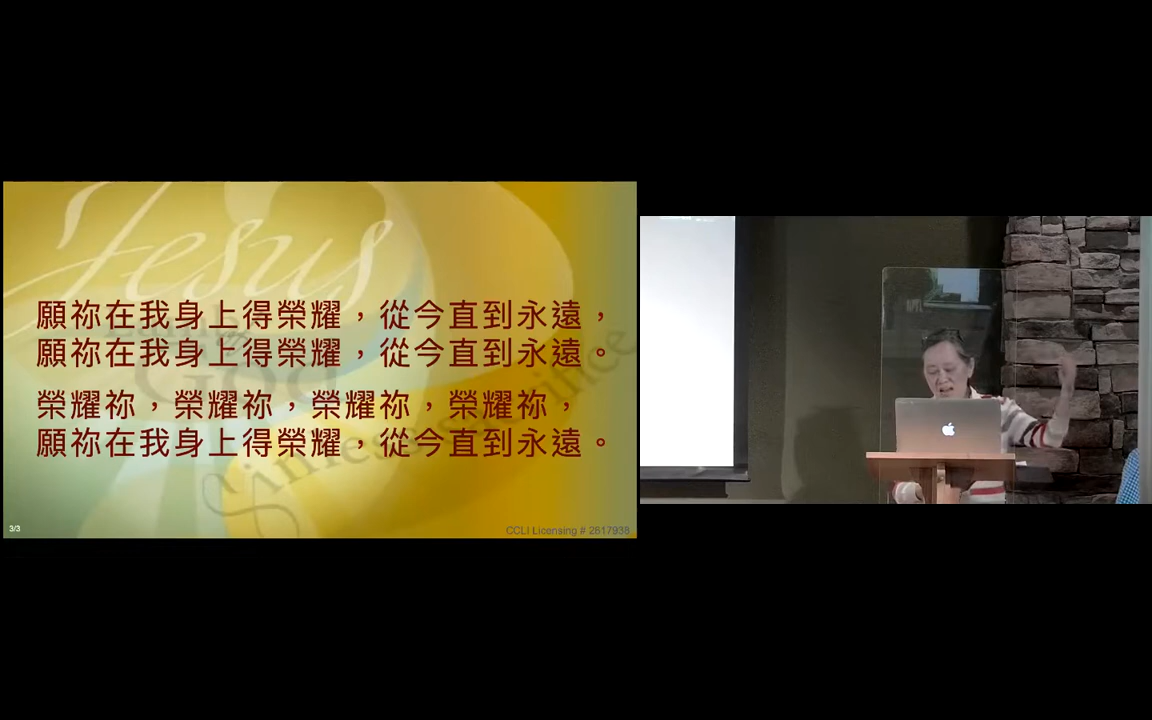 Jesus
願祢在我身上得榮耀，從今直到永遠，
願祢在我身上得榮耀，從今直到永遠。
榮耀祢，榮耀祢，榮耀祢，榮耀祢，
願祢在我身上得榮耀，從今直到永遠。
God
3/3
CCLI Licensing # 2817938